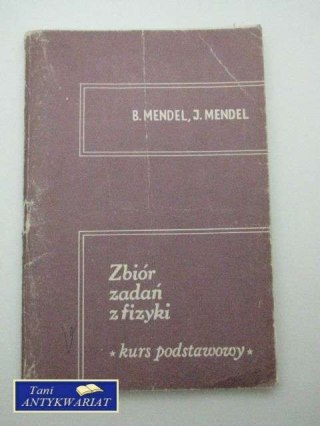 B. MENDEL, J. MENDEL
Zbiór
zadań
z fizyki
* kurs podstawowy *
Tani
ANTYKWARIAT